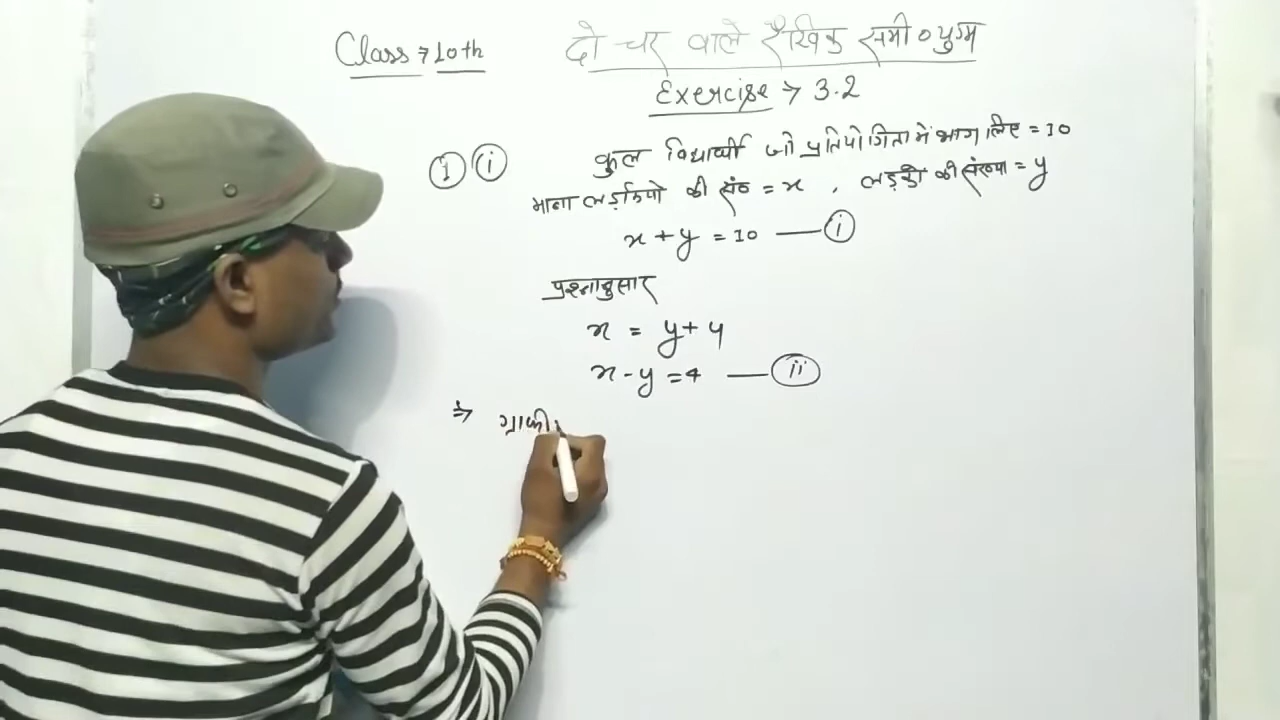 Class → 10th
दो चर वाले रैखिक समी० युग्म
Exercise → 3.2
① ⓘ कुल विद्यार्थी जो प्रतियोगिता में भाग लिए = 10
माना लड़कियो की सं० = x , लड़को की संख्या = y
x + y = 10 — ⓘ
प्रश्नानुसार
x = y + 4
x - y = 4 — ⓘⓘ
⇒ ग्राफी